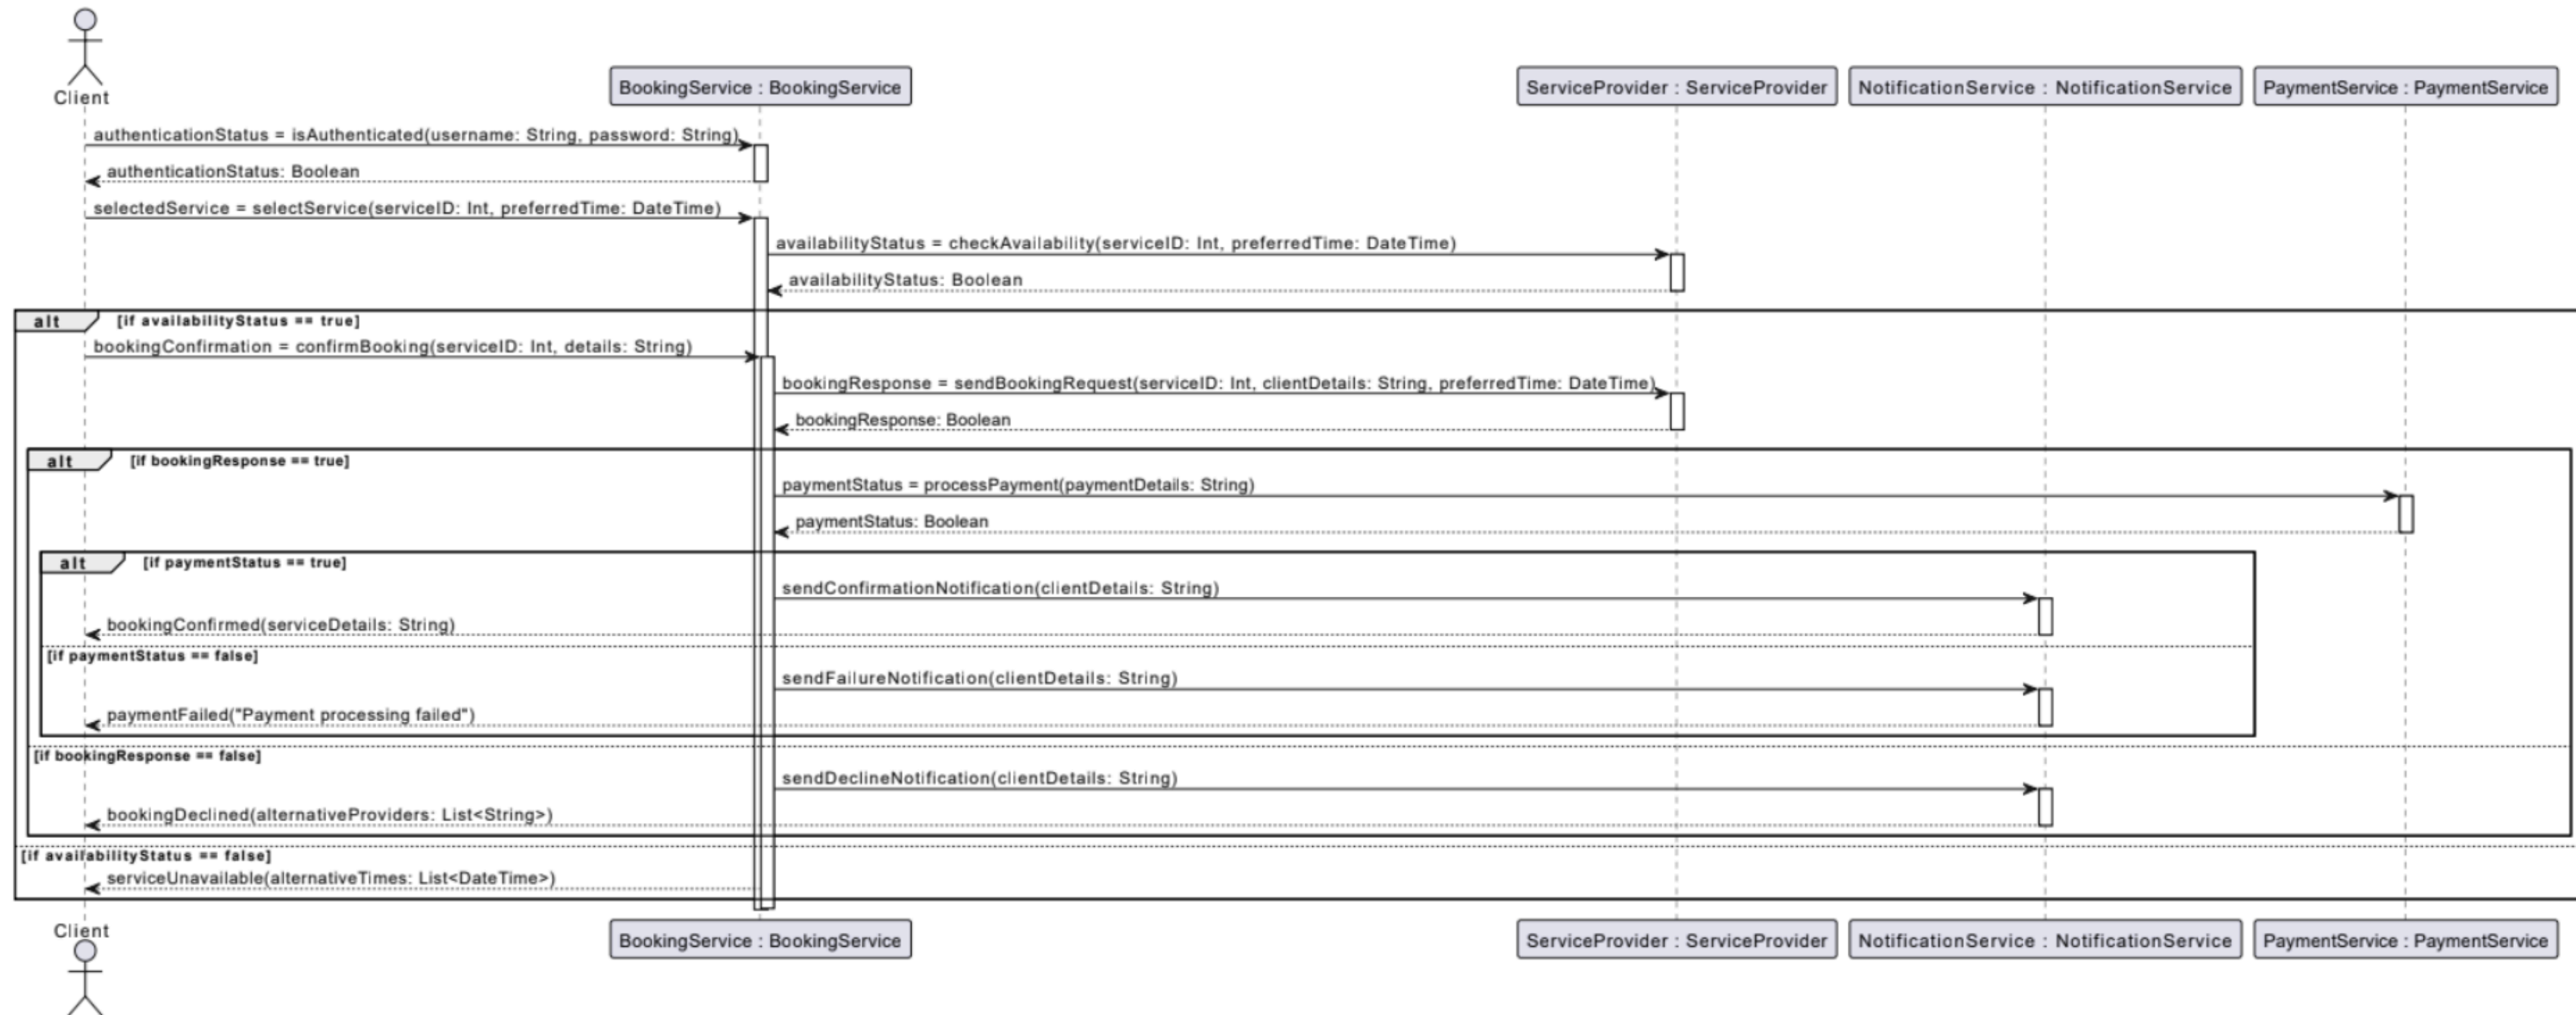 Client
BookingService : BookingService
ServiceProvider : ServiceProvider
NotificationService : NotificationService
PaymentService : PaymentService
authenticationStatus = isAuthenticated(username: String, password: String)
authenticationStatus: Boolean
selectedService = selectService(serviceID: Int, preferredTime: DateTime)
availabilityStatus = checkAvailability(serviceID: Int, preferredTime: DateTime)
availabilityStatus: Boolean
alt [if availabilityStatus == true]
bookingConfirmation = confirmBooking(serviceID: Int, details: String)
bookingResponse = sendBookingRequest(serviceID: Int, clientDetails: String, preferredTime: DateTime)
bookingResponse: Boolean
alt [if bookingResponse == true]
paymentStatus = processPayment(paymentDetails: String)
paymentStatus: Boolean
alt [if paymentStatus == true]
sendConfirmationNotification(clientDetails: String)
bookingConfirmed(serviceDetails: String)
[if paymentStatus == false]
sendFailureNotification(clientDetails: String)
paymentFailed("Payment processing failed")
[if bookingResponse == false]
sendDeclineNotification(clientDetails: String)
bookingDeclined(alternativeProviders: List<String>)
[if availabilityStatus == false]
serviceUnavailable(alternativeTimes: List<DateTime>)
Client
BookingService : BookingService
ServiceProvider : ServiceProvider
NotificationService : NotificationService
PaymentService : PaymentService